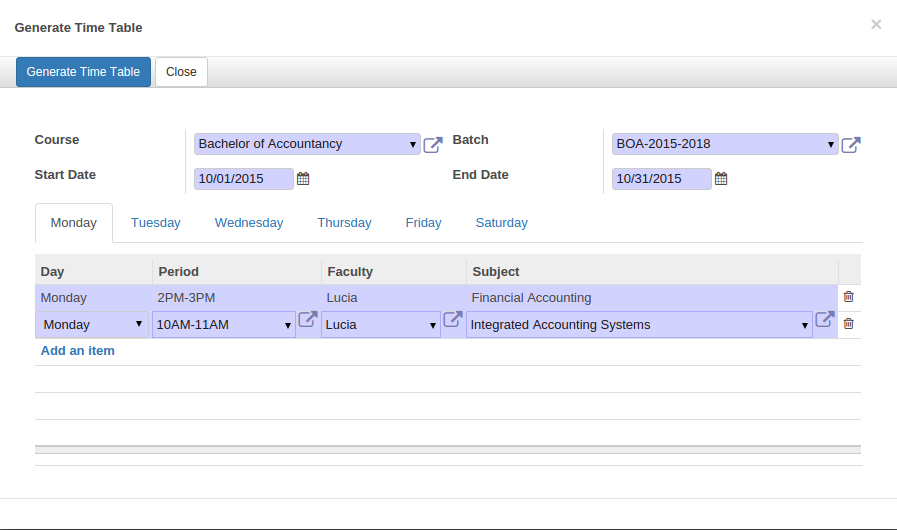 Generate Time Table
×
Generate Time Table Close
Course Bachelor of Accountancy Batch BOA-2015-2018
Start Date 10/01/2015 End Date 10/31/2015
Monday Tuesday Wednesday Thursday Friday Saturday
Day Period Faculty Subject
Monday 2PM-3PM Lucia Financial Accounting
Monday 10AM-11AM Lucia Integrated Accounting Systems
Add an item